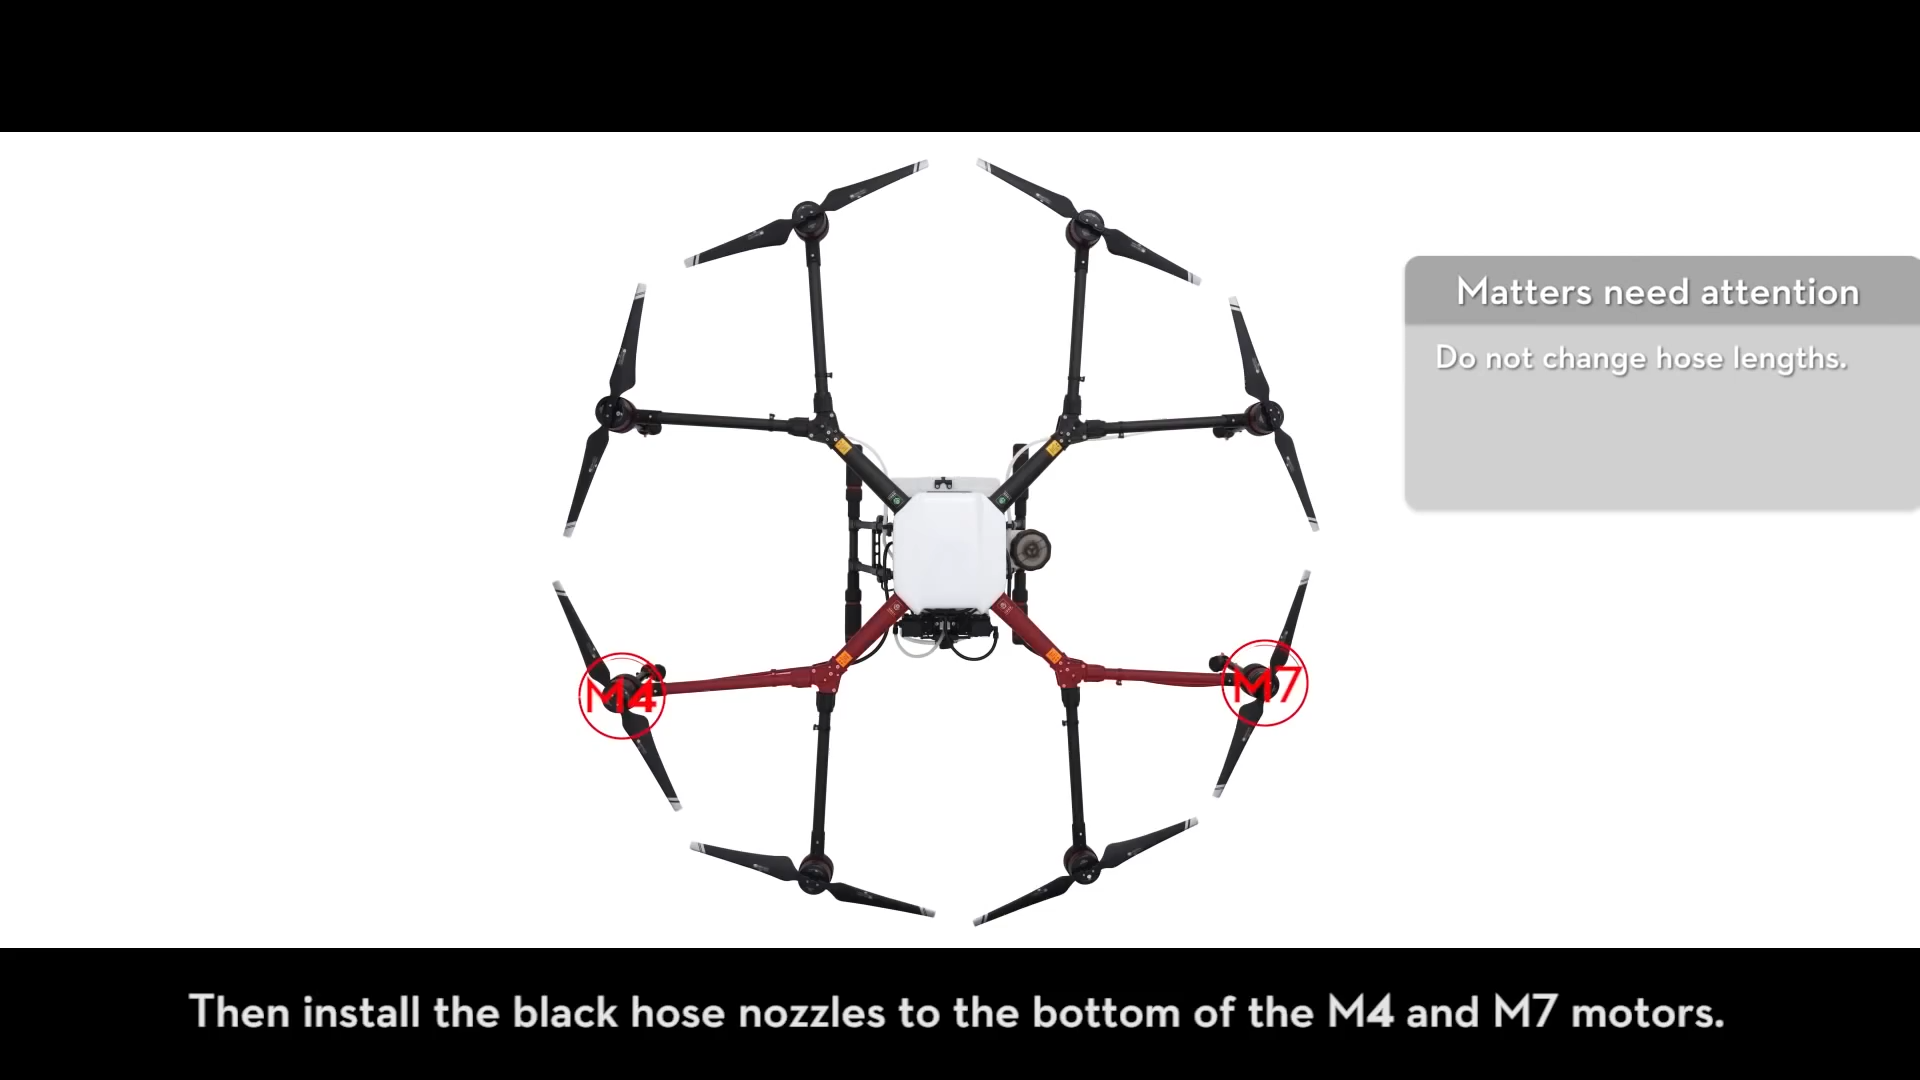 Matters need attention
Do not change hose lengths.
M4
M7
Then install the black hose nozzles to the bottom of the M4 and M7 motors.